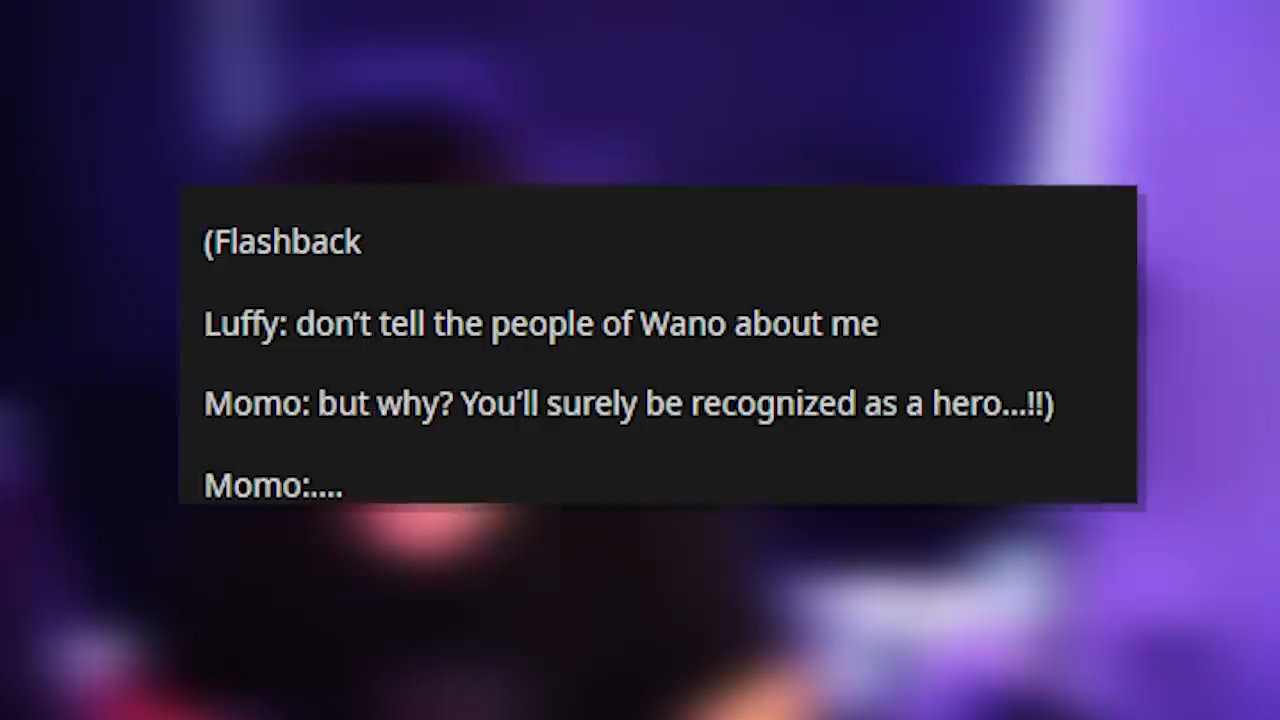 (Flashback
Luffy: don’t tell the people of Wano about me
Momo: but why? You’ll surely be recognized as a hero...!!)
Momo:....